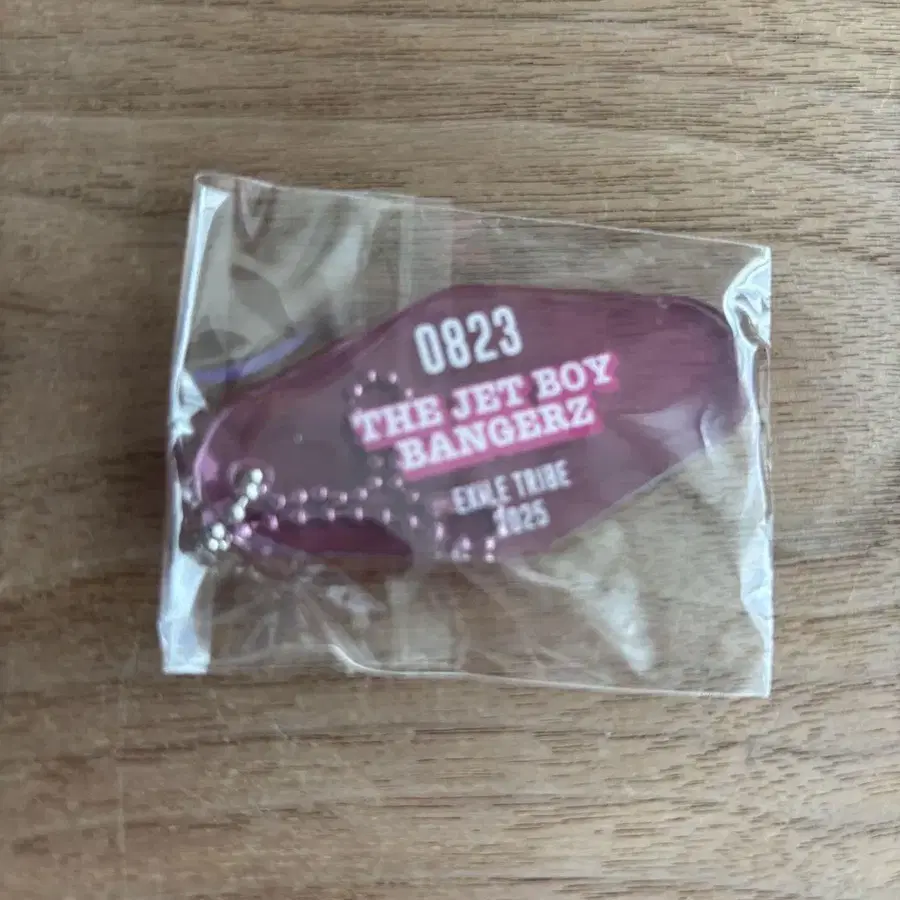 0823
THE JET BOY
BANGERZ
EXILE TRIBE
2025